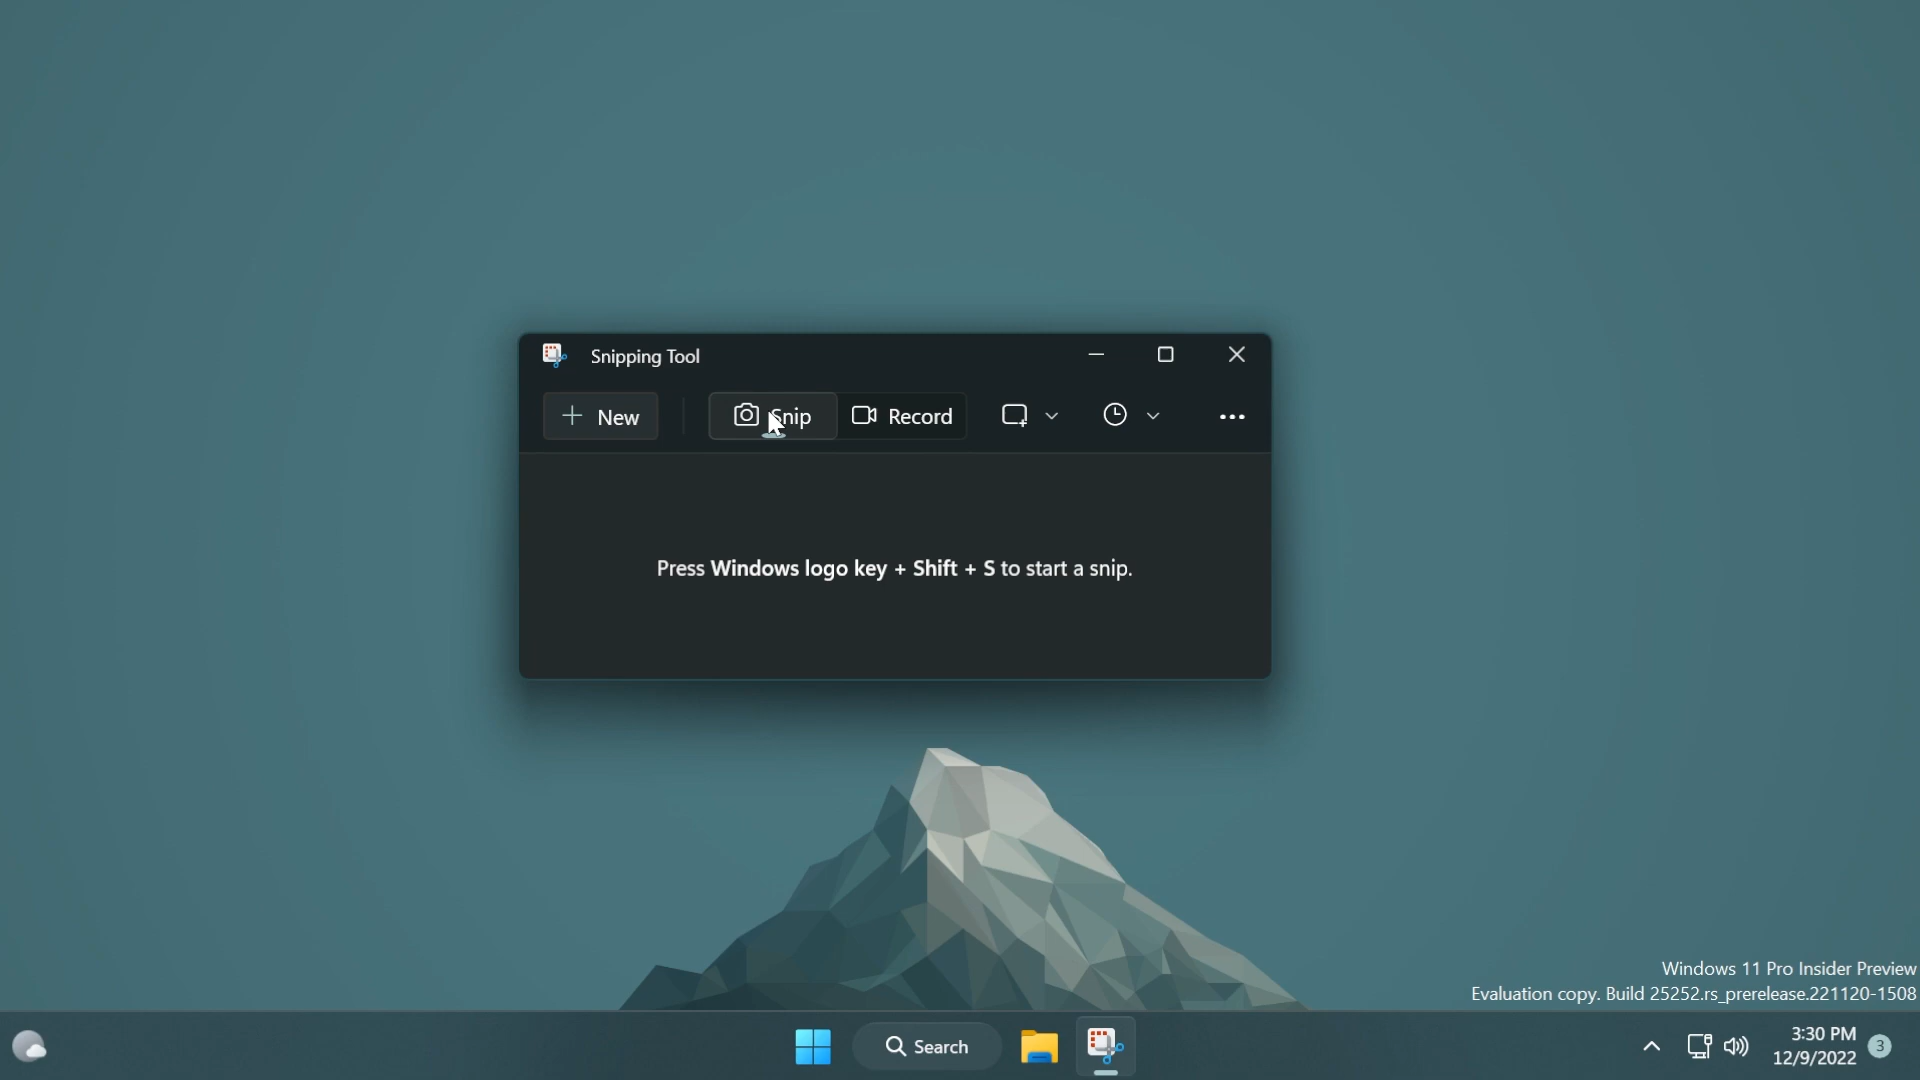 Snipping Tool
New
Snip
Record
Press Windows logo key + Shift + S to start a snip.
Windows 11 Pro Insider Preview
Evaluation copy. Build 25252.rs_prerelease.221120-1508
Search
3:30 PM
12/9/2022
3